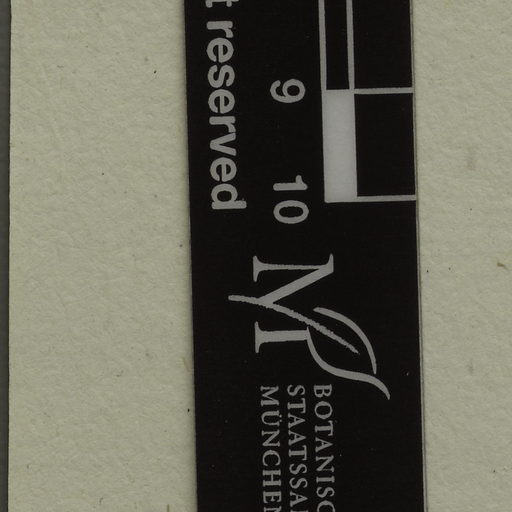 t reserved
9 10
M
BOTANISC
STAATSSA
MÜNCHEN